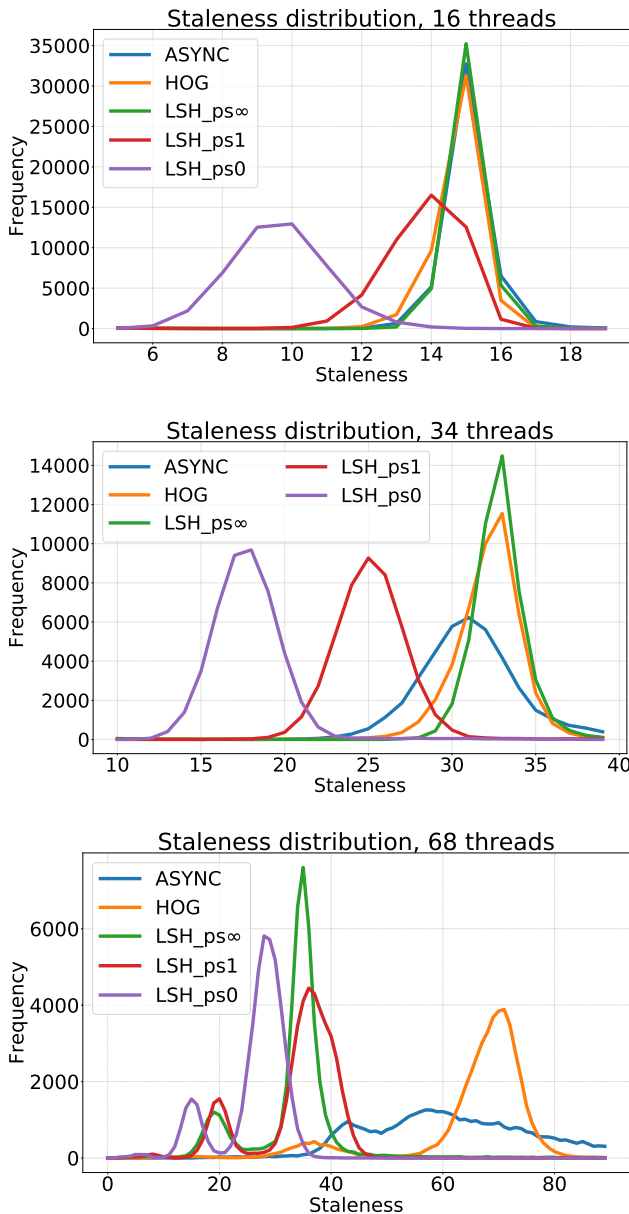 Staleness distribution, 16 threads
35000
30000
25000
20000
15000
10000
5000
0
Frequency
ASYNC
HOG
LSH_ps∞
LSH_ps1
LSH_ps0
6 8 10 12 14 16 18
Staleness
Staleness distribution, 34 threads
14000
12000
10000
8000
6000
4000
2000
0
Frequency
ASYNC
HOG
LSH_ps∞
LSH_ps1
LSH_ps0
10 15 20 25 30 35 40
Staleness
Staleness distribution, 68 threads
6000
4000
2000
0
Frequency
ASYNC
HOG
LSH_ps∞
LSH_ps1
LSH_ps0
0 20 40 60 80
Staleness